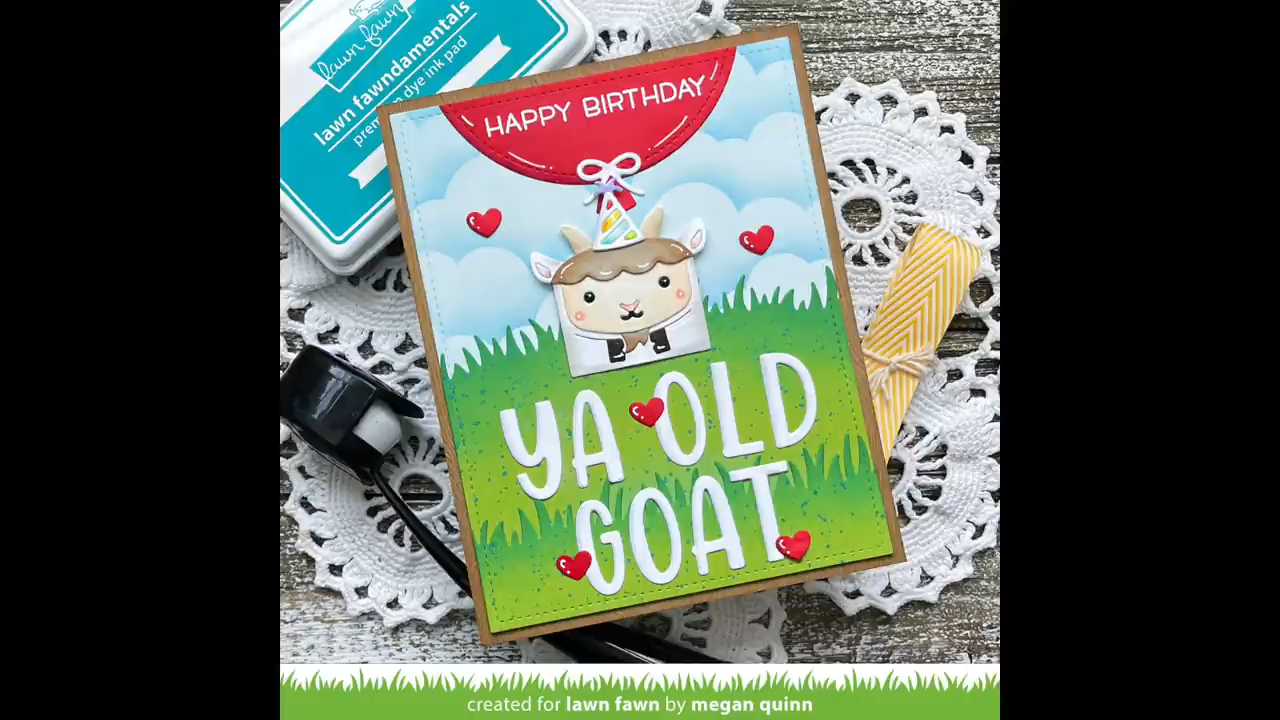 lawn fawn
lawn fawndamentals
premium dye ink pad
HAPPY BIRTHDAY
YA OLD
GOAT
created for lawn fawn by megan quinn